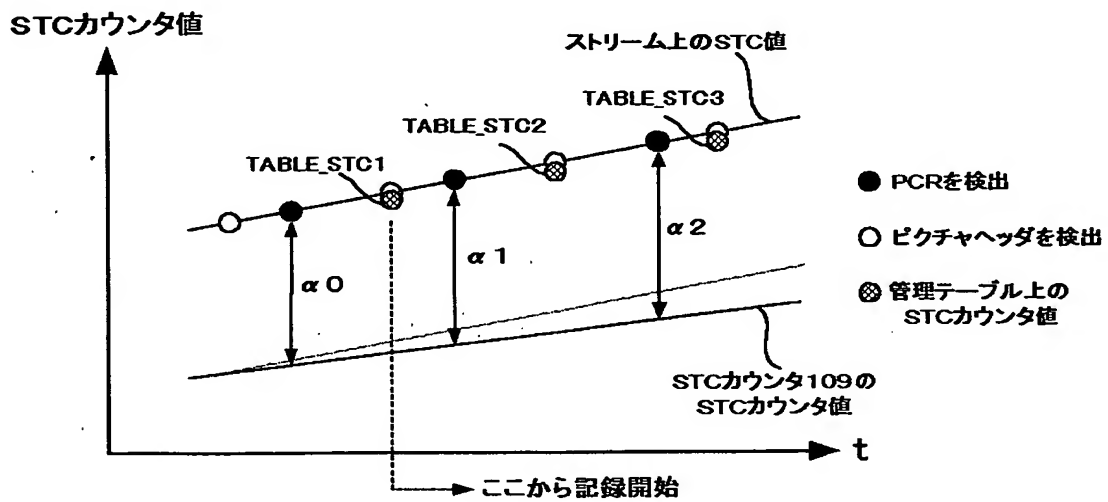 STCカウンタ値
ストリーム上のSTC値
TABLE_STC3
TABLE_STC2
TABLE_STC1
α0
α1
α2
PCRを検出
ピクチャヘッダを検出
管理テーブル上の
STCカウンタ値
STCカウンタ109の
STCカウンタ値
t
ここから記録開始